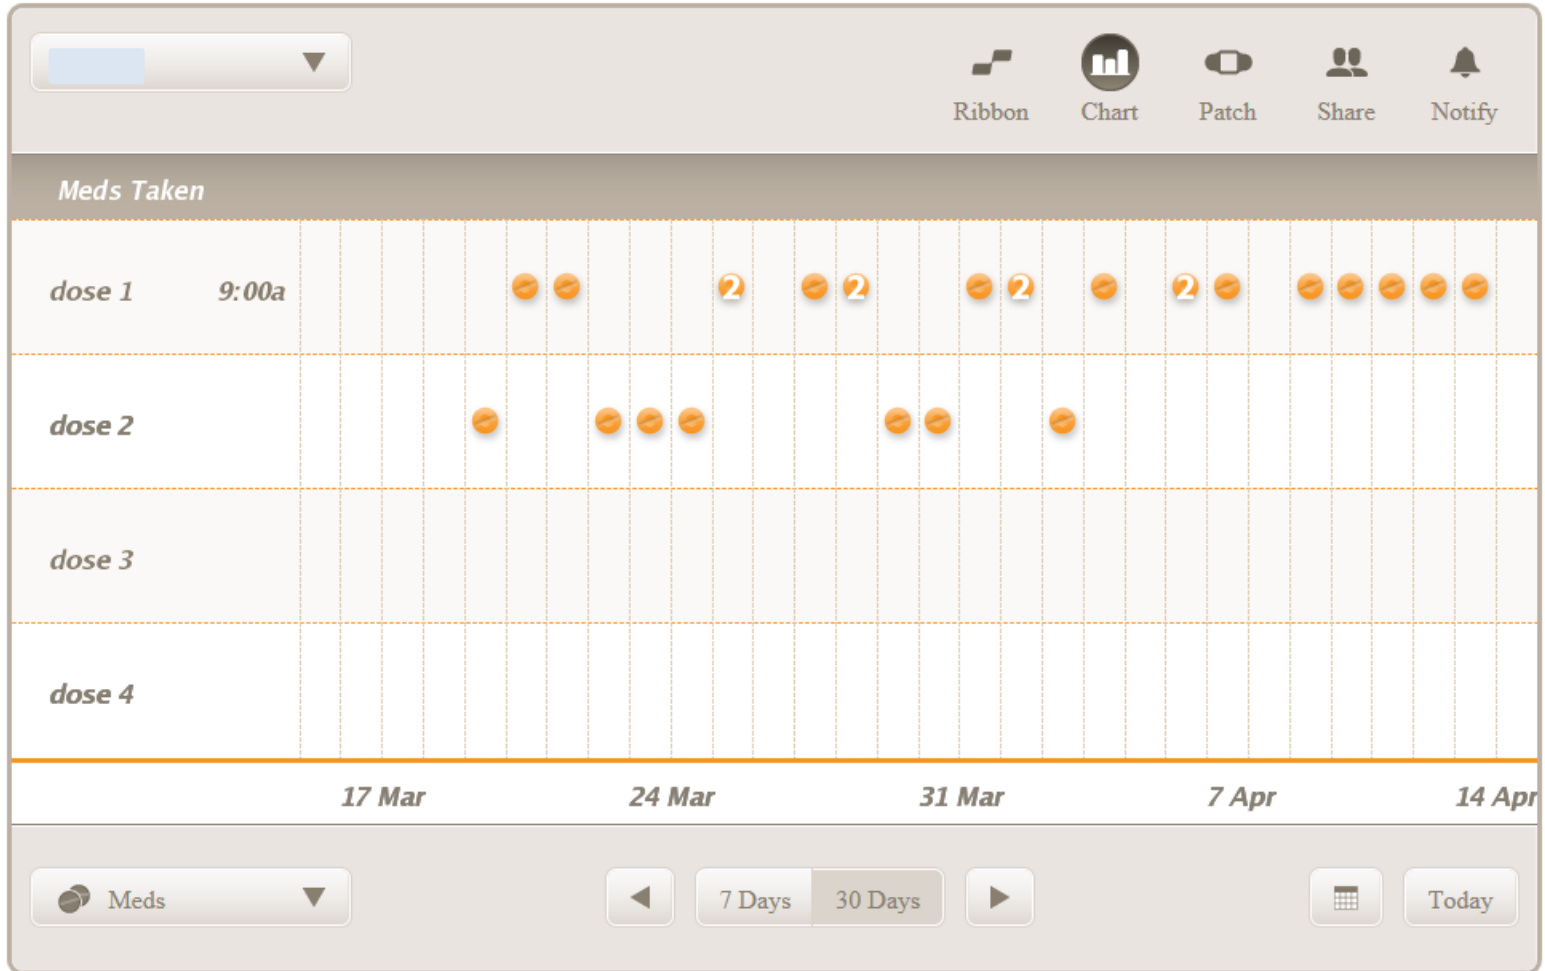 Ribbon Chart Patch Share Notify
Meds Taken
dose 1 9:00a 2 2 2 2
dose 2
dose 3
dose 4
17 Mar 24 Mar 31 Mar 7 Apr 14 Apr
Meds 7 Days 30 Days Today